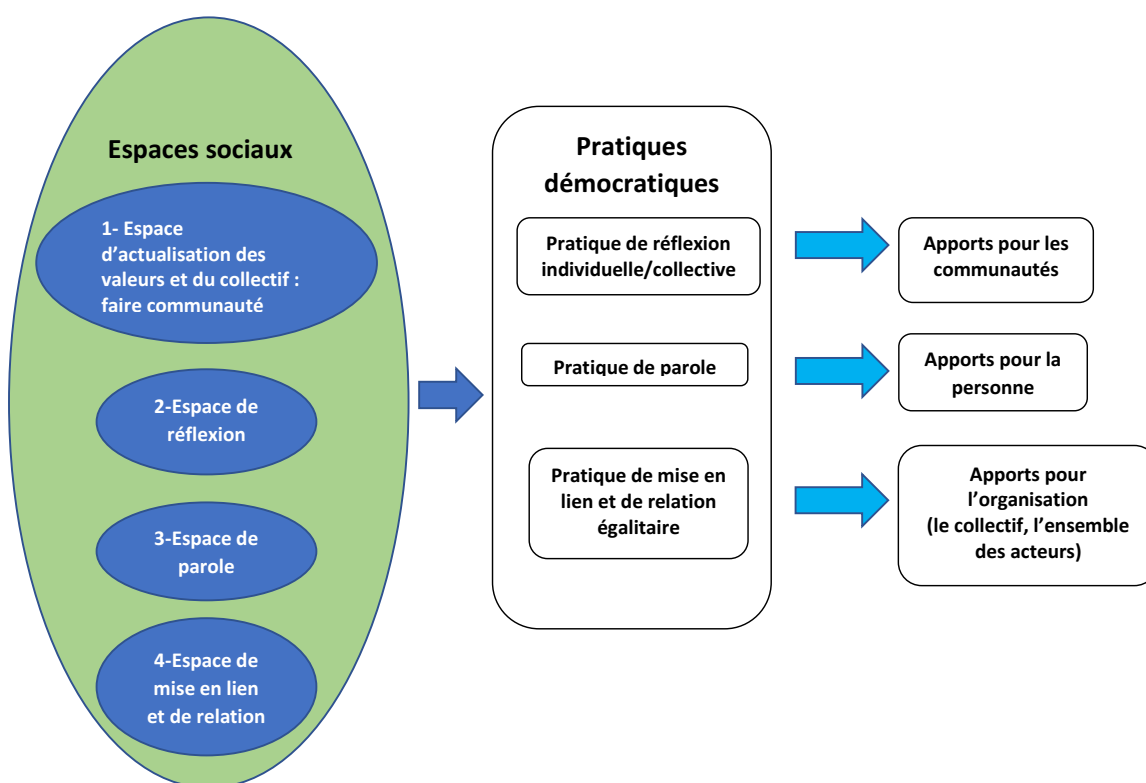 Espaces sociaux
1- Espace
d’actualisation des
valeurs et du collectif :
faire communauté
2-Espace de
réflexion
3-Espace de
parole
4-Espace de
mise en lien
et de relation
Pratiques
démocratiques
Pratique de réflexion
individuelle/collective
Pratique de parole
Pratique de mise en
lien et de relation
égalitaire
Apports pour les
communautés
Apports pour la
personne
Apports pour
l’organisation
(le collectif, l’ensemble
des acteurs)